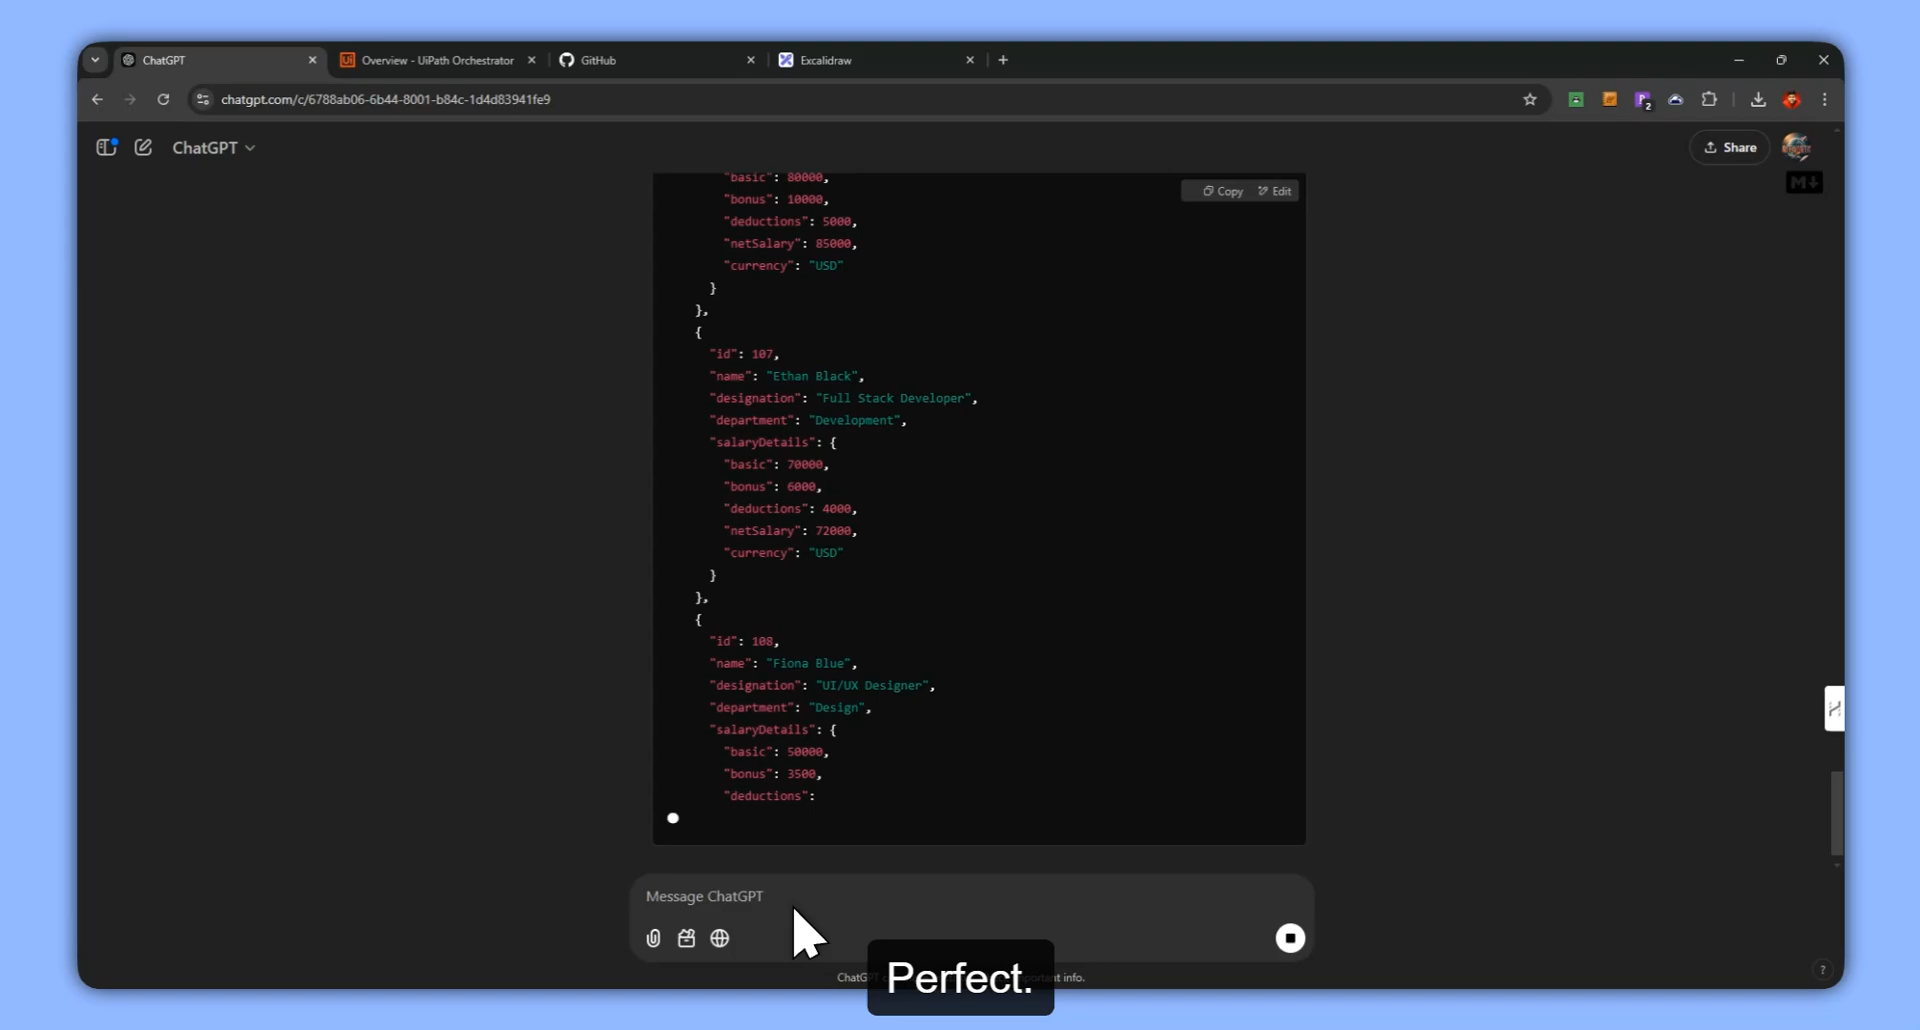 ChatGPT
Overview - UiPath Orchestrator
GitHub
Excalidraw
chatgpt.com/c/6788ab06-6b44-8001-b84c-1d4d83941fe9
2
ChatGPT
Share
M↓
Copy Edit
"basic": 80000,
"bonus": 10000,
"deductions": 5000,
"netSalary": 85000,
"currency": "USD"
}
},
{
"id": 107,
"name": "Ethan Black",
"designation": "Full Stack Developer",
"department": "Development",
"salaryDetails": {
"basic": 70000,
"bonus": 6000,
"deductions": 4000,
"netSalary": 72000,
"currency": "USD"
}
},
{
"id": 108,
"name": "Fiona Blue",
"designation": "UI/UX Designer",
"department": "Design",
"salaryDetails": {
"basic": 50000,
"bonus": 3500,
"deductions":
Message ChatGPT
info.
?
Perfect.